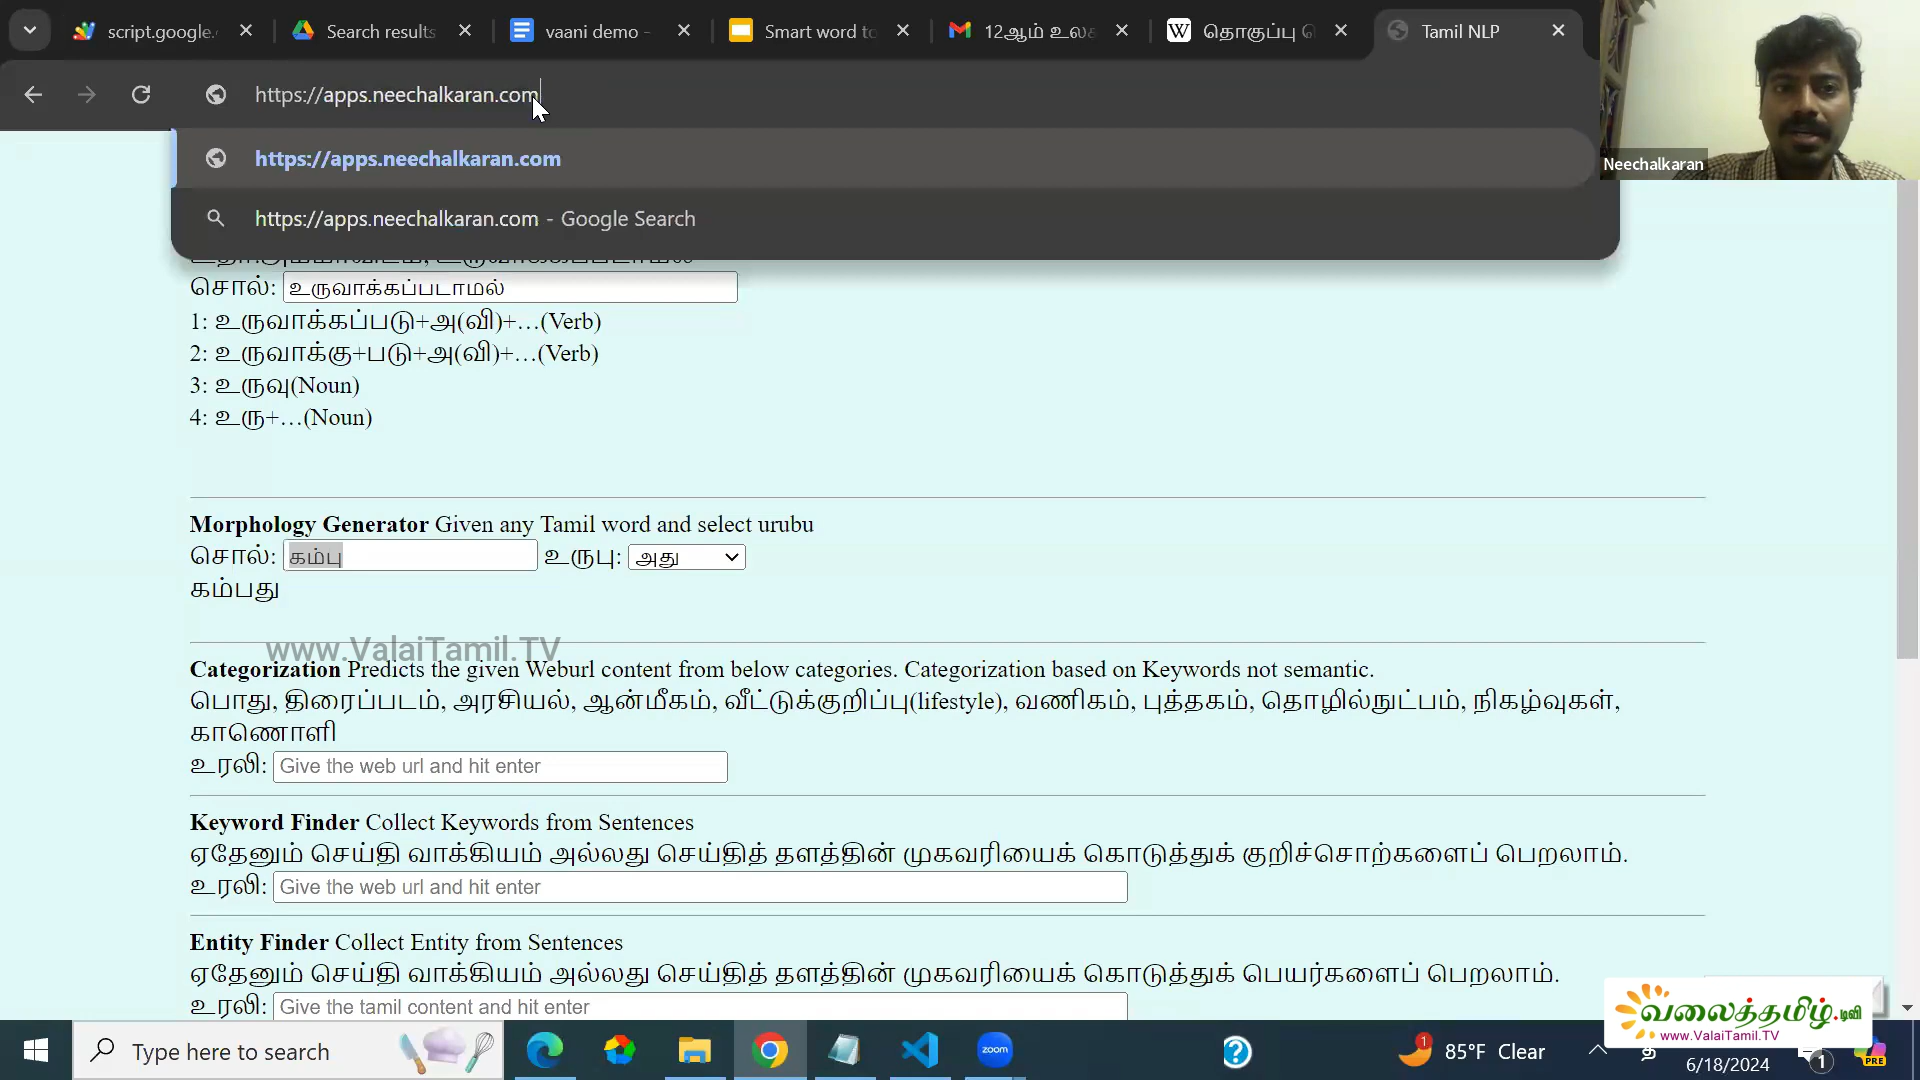 script.google.
Search results
vaani demo -
Smart word to
12ஆம் உலக
தொகுப்பு
Tamil NLP
https://apps.neechalkaran.com
https://apps.neechalkaran.com
https://apps.neechalkaran.com - Google Search
Neechalkaran
சொல்: உருவாக்கப்படாமல்
1: உருவாக்கப்படு+அ(வி)+...(Verb)
2: உருவாக்கு+படு+அ(வி)+...(Verb)
3: உருவு(Noun)
4: உரு+...(Noun)
Morphology Generator Given any Tamil word and select urubu
சொல்: கம்பு உருபு: அது
கம்பது
www.ValaiTamil.TV
Categorization Predicts the given Weburl content from below categories. Categorization based on Keywords not semantic.
பொது, திரைப்படம், அரசியல், ஆன்மீகம், வீட்டுக்குறிப்பு(lifestyle), வணிகம், புத்தகம், தொழில்நுட்பம், நிகழ்வுகள்,
காணொளி
உரலி: Give the web url and hit enter
Keyword Finder Collect Keywords from Sentences
ஏதேனும் செய்தி வாக்கியம் அல்லது செய்தித் தளத்தின் முகவரியைக் கொடுத்துக் குறிச்சொற்களைப் பெறலாம்.
உரலி: Give the web url and hit enter
Entity Finder Collect Entity from Sentences
ஏதேனும் செய்தி வாக்கியம் அல்லது செய்தித் தளத்தின் முகவரியைக் கொடுத்துக் பெயர்களைப் பெறலாம்.
உரலி: Give the tamil content and hit enter
வலைத்தமிழ்.டிவி
www.ValaiTamil.TV
Type here to search
zoom
1
85°F Clear
த
6/18/2024
1
PRE